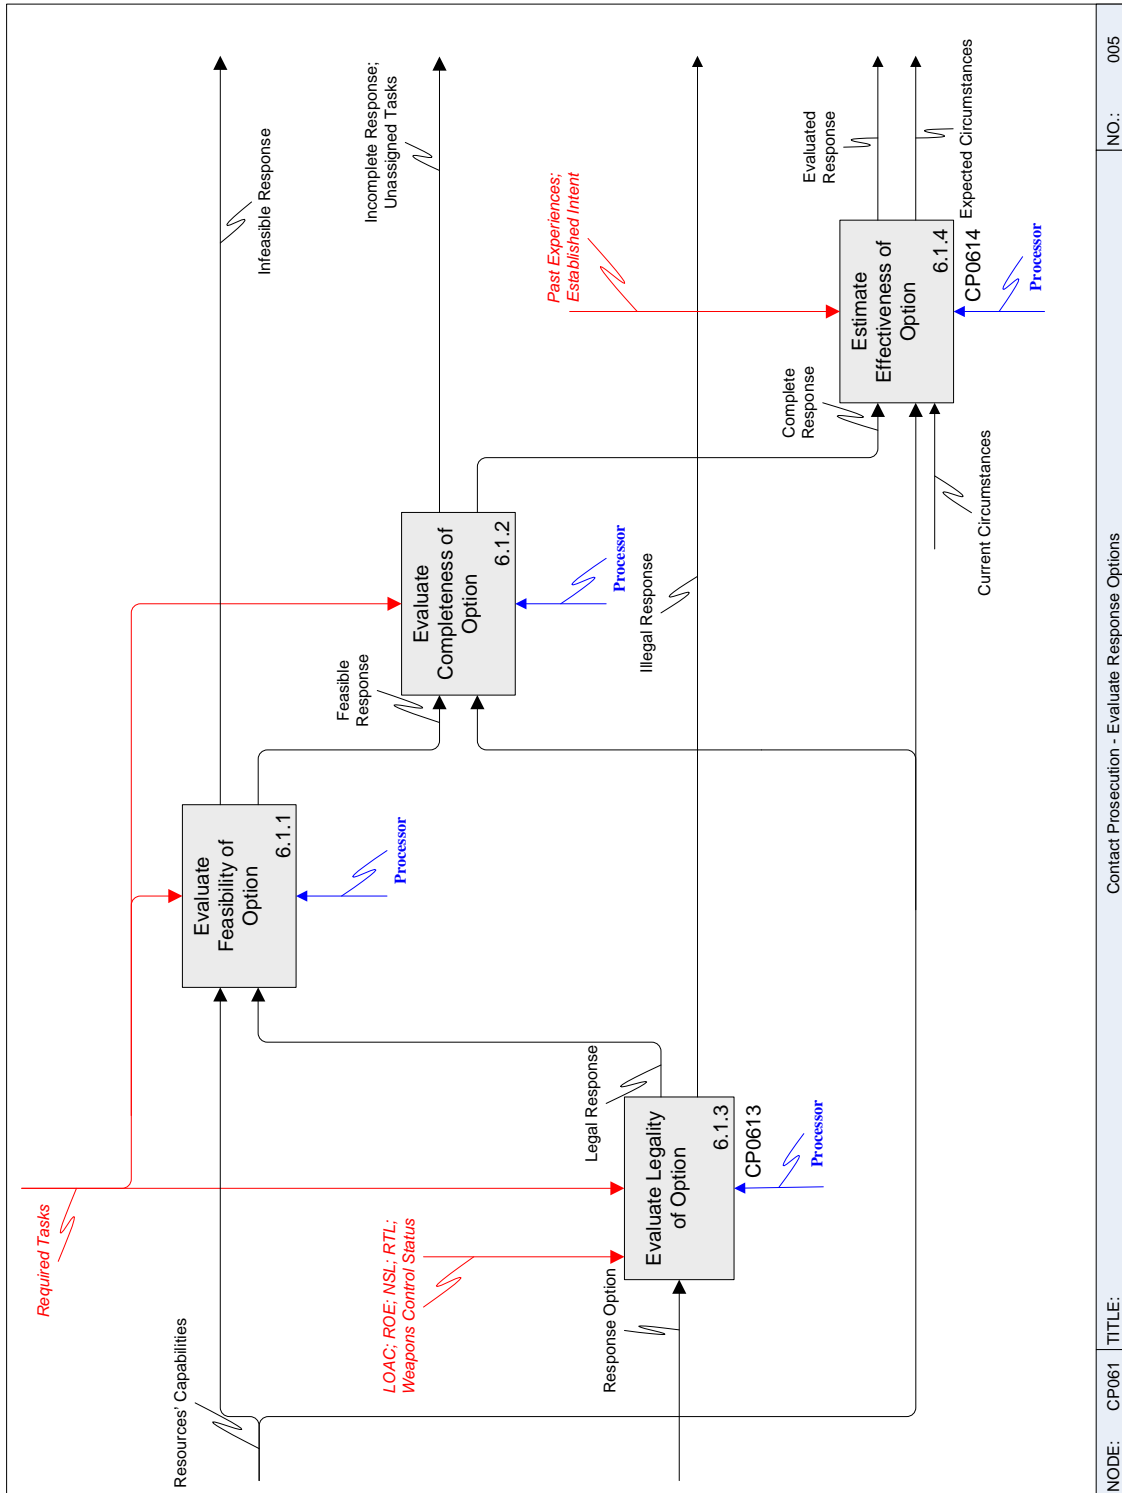 Required Tasks
Resources' Capabilities
LOAC; ROE; NSL; RTL;
Weapons Control Status
Response Option
Evaluate Legality
of Option
6.1.3
CP0613
Processor
Legal Response
Illegal Response
Evaluate
Feasibility of
Option
6.1.1
Processor
Infeasible Response
Feasible
Response
Evaluate
Completeness of
Option
6.1.2
Processor
Incomplete Response;
Unassigned Tasks
Complete
Response
Past Experiences;
Established Intent
Current Circumstances
Estimate
Effectiveness of
Option
6.1.4
CP0614
Processor
Evaluated
Response
Expected Circumstances
NODE: CP061 TITLE: Contact Prosecution - Evaluate Response Options NO.: 005